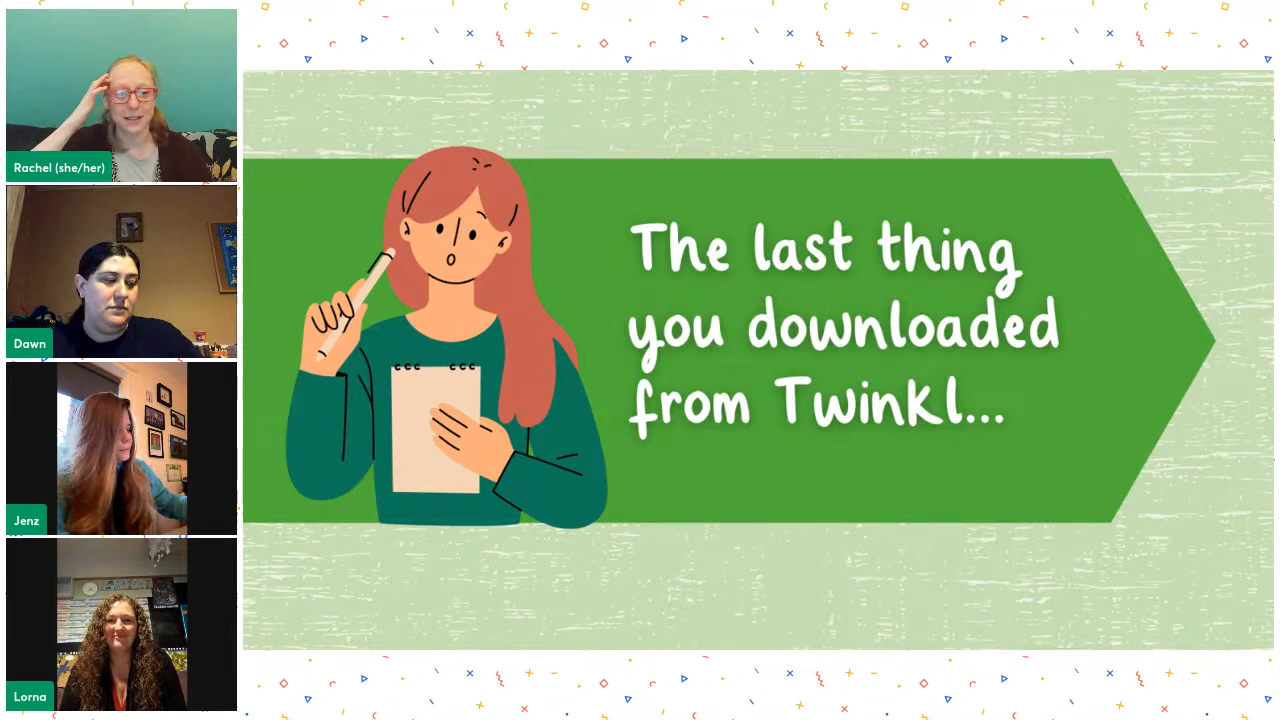 Rachel (she/her)
Dawn
Jenz
Lorna
The last thing
you downloaded
from Twinkl...